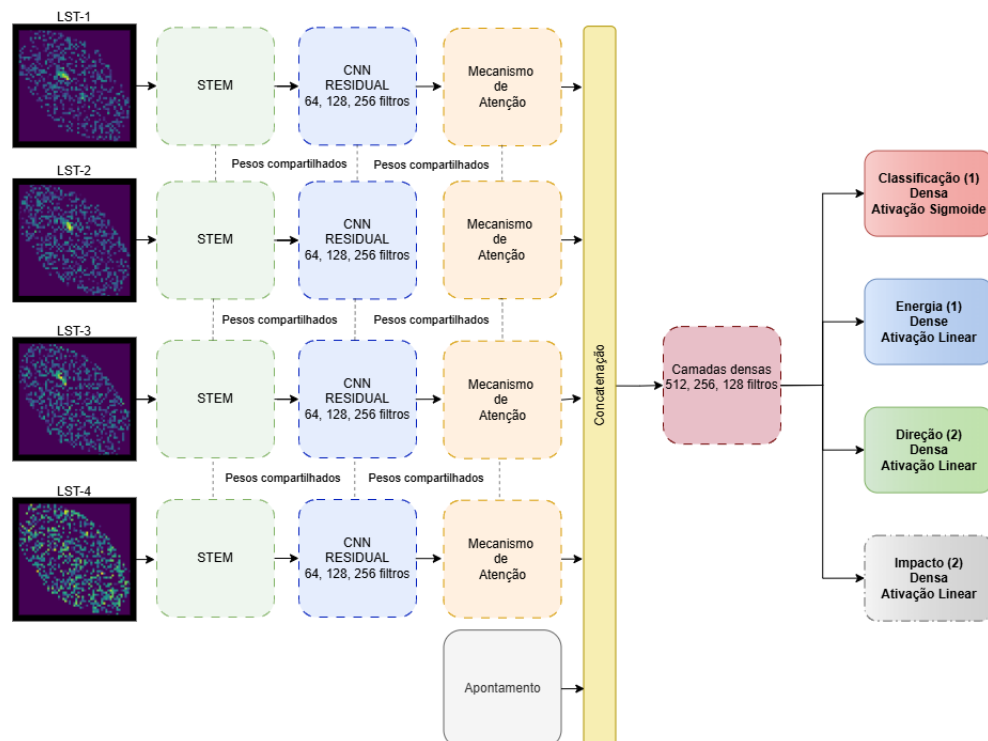 LST-1
STEM
CNN
RESIDUAL
64, 128, 256 filtros
Mecanismo
de
Atenção
Pesos compartilhados
Pesos compartilhados
LST-2
STEM
CNN
RESIDUAL
64, 128, 256 filtros
Mecanismo
de
Atenção
Pesos compartilhados
Pesos compartilhados
LST-3
STEM
CNN
RESIDUAL
64, 128, 256 filtros
Mecanismo
de
Atenção
Pesos compartilhados
Pesos compartilhados
LST-4
STEM
CNN
RESIDUAL
64, 128, 256 filtros
Mecanismo
de
Atenção
Apontamento
Concatenação
Camadas densas
512, 256, 128 filtros
Classificação (1)
Densa
Ativação Sigmoide
Energia (1)
Dense
Ativação Linear
Direção (2)
Densa
Ativação Linear
Impacto (2)
Densa
Ativação Linear